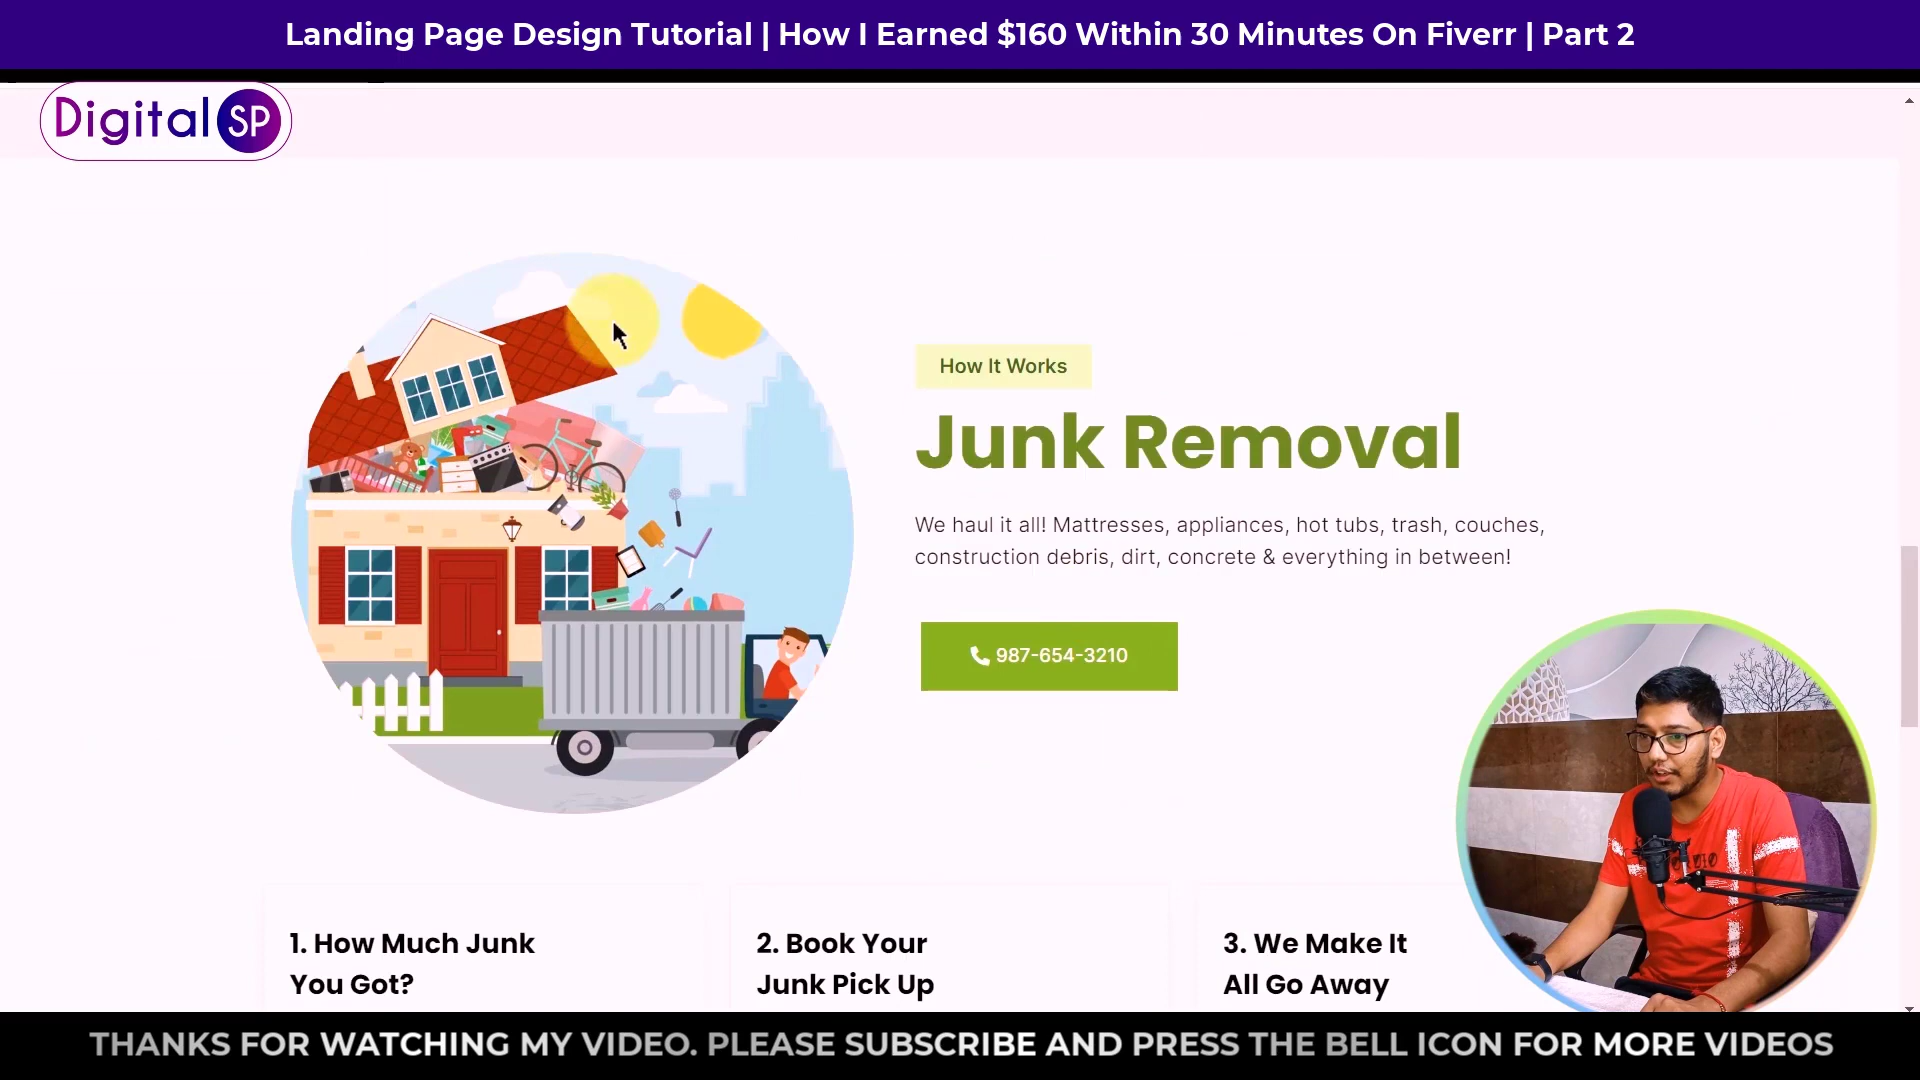 Landing Page Design Tutorial | How I Earned $160 Within 30 Minutes On Fiverr | Part 2
Digital SP
How It Works
Junk Removal
We haul it all! Mattresses, appliances, hot tubs, trash, couches,
construction debris, dirt, concrete & everything in between!
987-654-3210
1. How Much Junk
You Got?
2. Book Your
Junk Pick Up
3. We Make It
All Go Away
THANKS FOR WATCHING MY VIDEO. PLEASE SUBSCRIBE AND PRESS THE BELL ICON FOR MORE VIDEOS